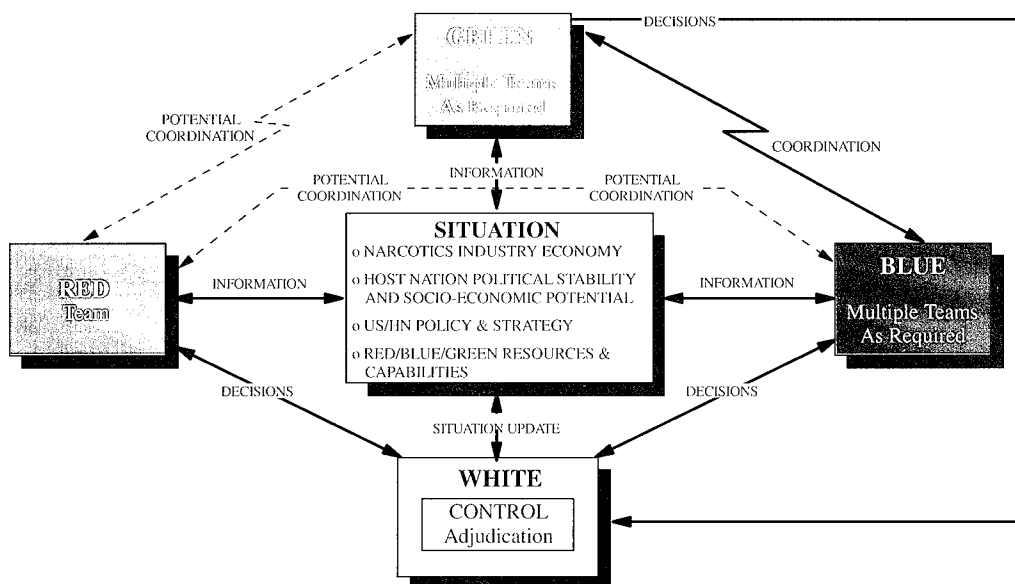 DECISIONS
GREEN
Multiple Teams
As Required
POTENTIAL
COORDINATION
COORDINATION
INFORMATION
POTENTIAL
COORDINATION
POTENTIAL
COORDINATION
SITUATION
o NARCOTICS INDUSTRY ECONOMY
o HOST NATION POLITICAL STABILITY
AND SOCIO-ECONOMIC POTENTIAL
o US/HN POLICY & STRATEGY
o RED/BLUE/GREEN RESOURCES &
CAPABILITIES
RED
Team
INFORMATION
INFORMATION
BLUE
Multiple Teams
As Required
DECISIONS
DECISIONS
SITUATION UPDATE
WHITE
CONTROL
Adjudication